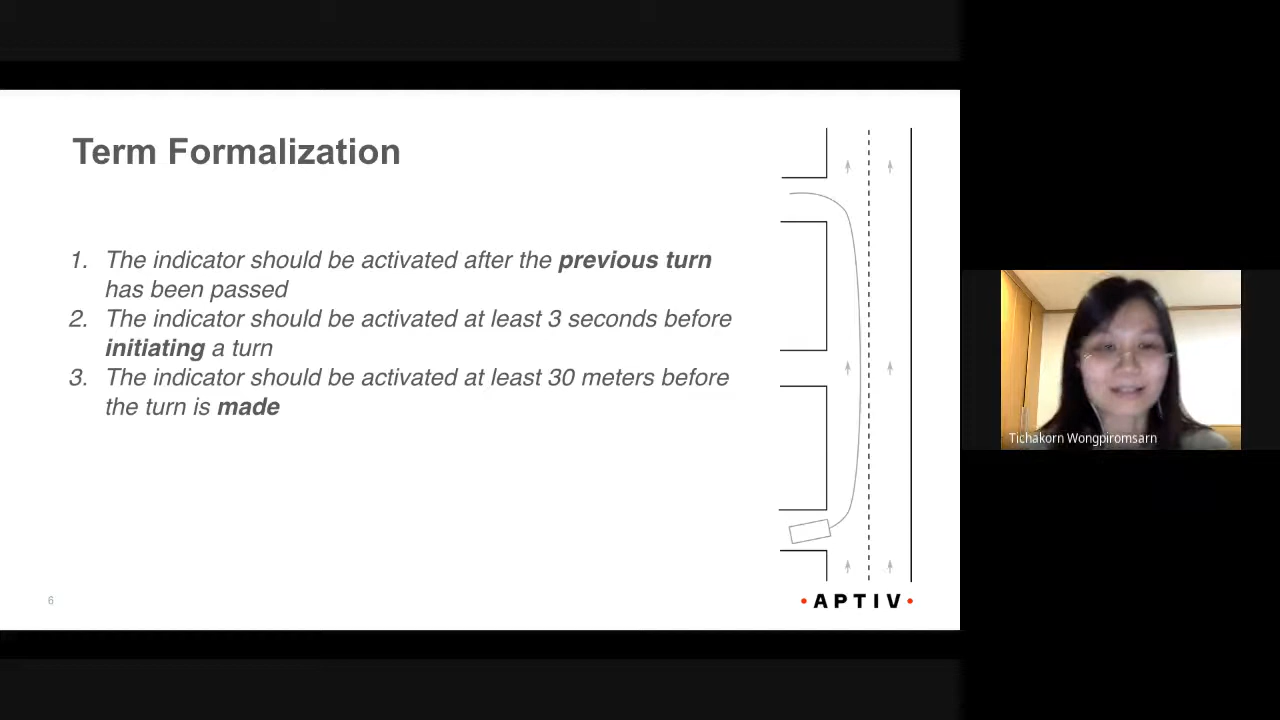 Term Formalization
1. The indicator should be activated after the previous turn
has been passed
2. The indicator should be activated at least 3 seconds before
initiating a turn
3. The indicator should be activated at least 30 meters before
the turn is made
6
• APTIV •
Tichakorn Wongpiromsarn